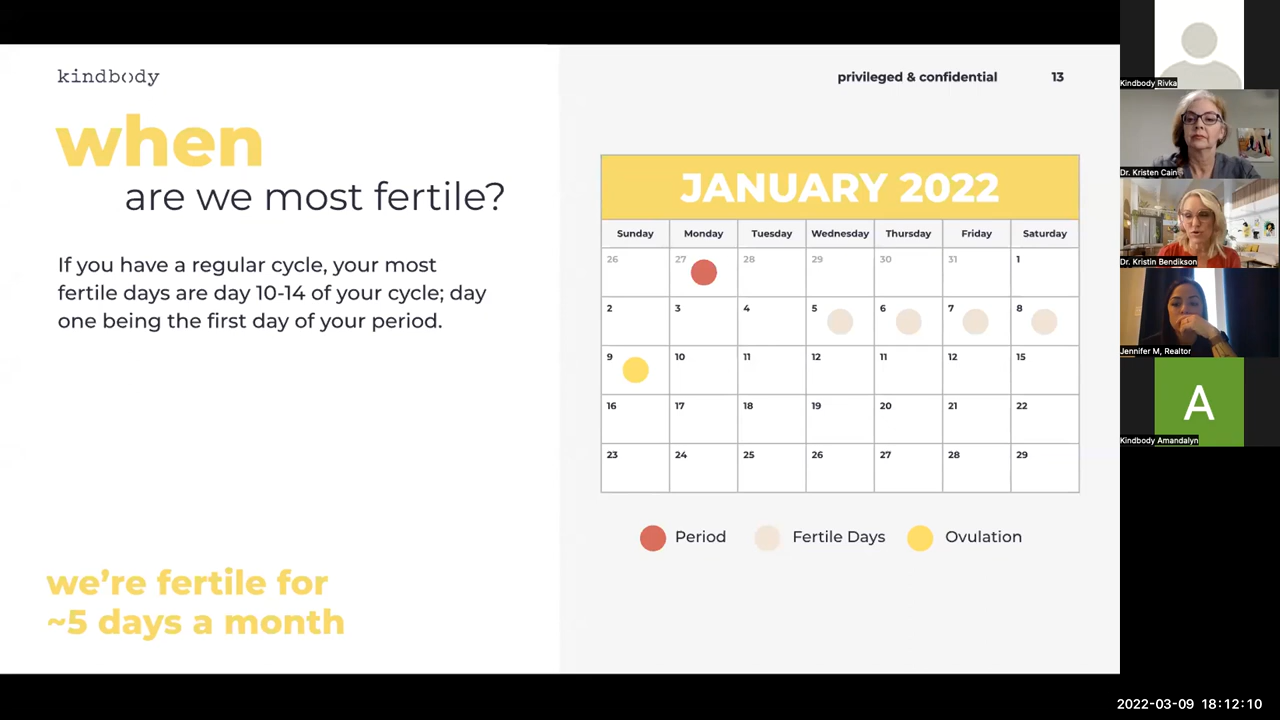 kindbody
privileged & confidential 13
when
are we most fertile?
If you have a regular cycle, your most
fertile days are day 10-14 of your cycle; day
one being the first day of your period.
we're fertile for
~5 days a month
JANUARY 2022
Sunday Monday Tuesday Wednesday Thursday Friday Saturday
26 27 28 29 30 31 1
2 3 4 5 6 7 8
9 10 11 12 11 12 15
16 17 18 19 20 21 22
23 24 25 26 27 28 29
Period Fertile Days Ovulation
Kindbody Rivka
Dr. Kristen Cain
Dr. Kristin Bendikson
Jennifer M, Realtor
A
Kindbody Amandalyn
2022-03-09 18:12:10